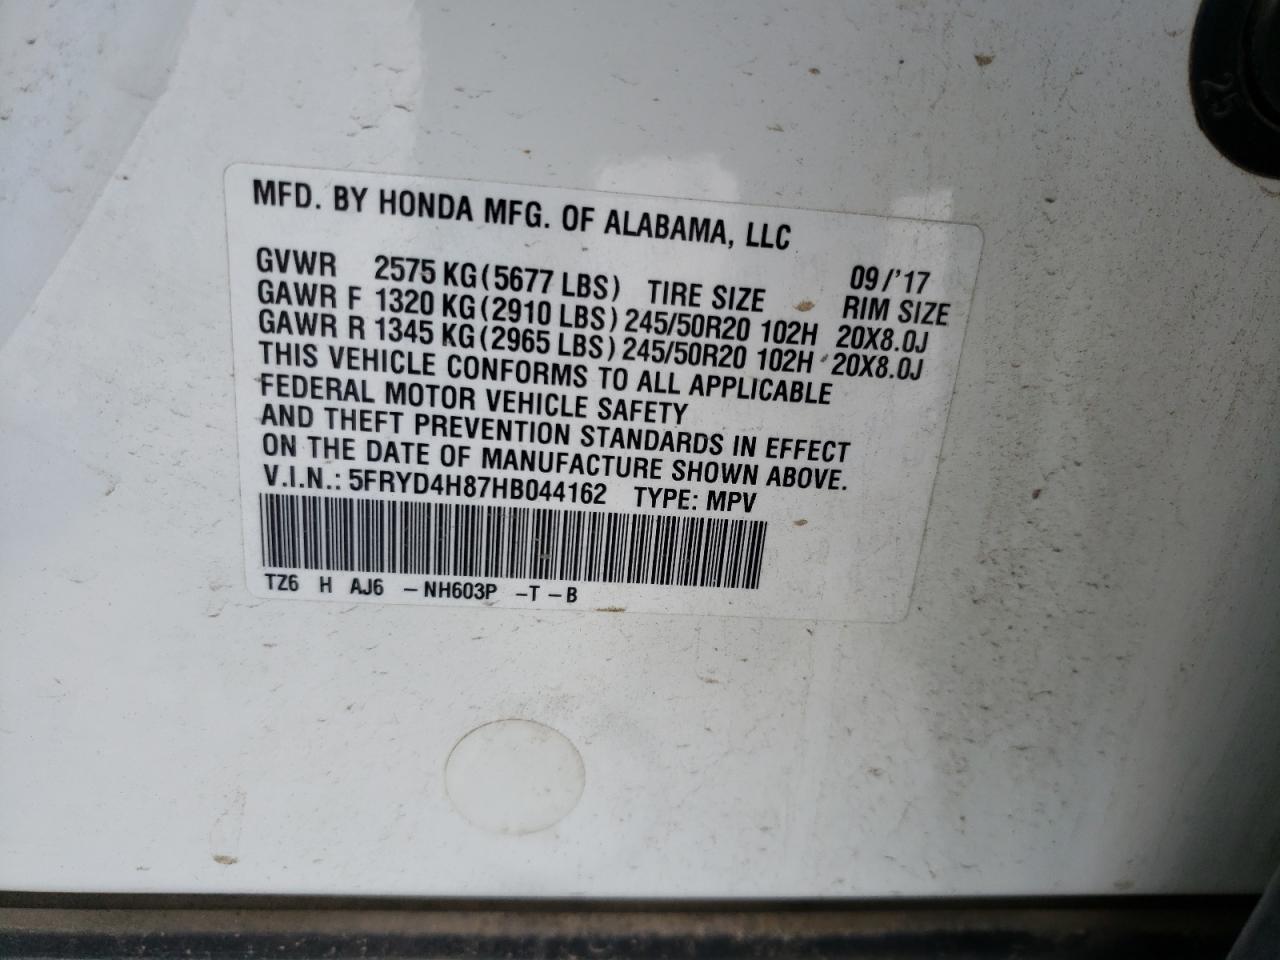 MFD. BY HONDA MFG. OF ALABAMA, LLC
09/'17
GVWR 2575 KG(5677 LBS) TIRE SIZE RIM SIZE
GAWR F 1320 KG(2910 LBS) 245/50R20 102H 20X8.0J
GAWR R 1345 KG(2965 LBS) 245/50R20 102H 20X8.0J
THIS VEHICLE CONFORMS TO ALL APPLICABLE
FEDERAL MOTOR VEHICLE SAFETY
AND THEFT PREVENTION STANDARDS IN EFFECT
ON THE DATE OF MANUFACTURE SHOWN ABOVE.
V.I.N.: 5FRYD4H87HB044162 TYPE: MPV
TZ6 H AJ6 -NH603P -T-B
25